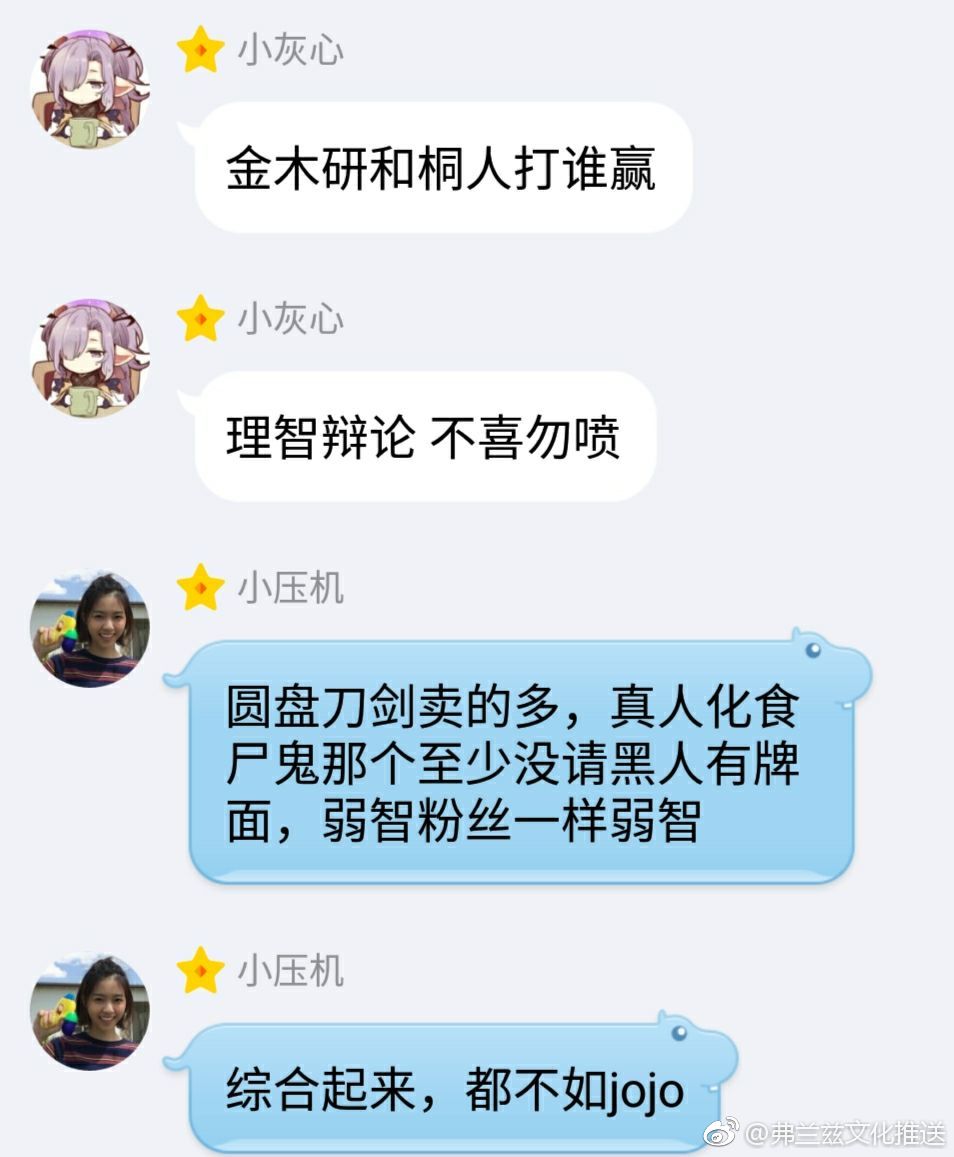 小灰心
金木研和桐人打谁赢
小灰心
理智辩论 不喜勿喷
小压机
圆盘刀剑卖的多，真人化食
尸鬼那个至少没请黑人有牌
面，弱智粉丝一样弱智
小压机
综合起来，都不如jojo
@弗兰兹文化推送